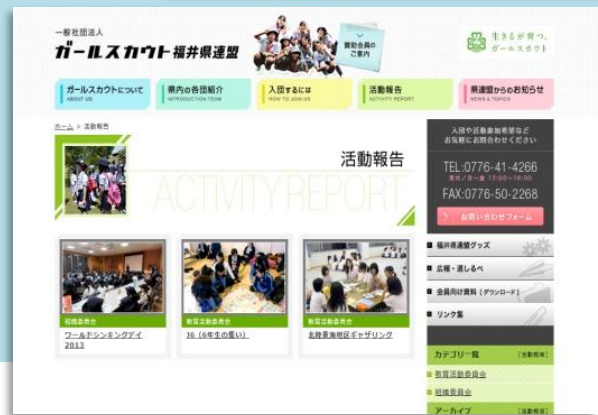 一般社団法人
ガールスカウト福井県連盟
賛助会員の
ご案内
生きるが育つ。
ガールスカウト
ガールスカウトについて
ABOUT US
県内の各団紹介
INTRODUCTION TEAM
入団するには
HOW TO JOIN US
活動報告
ACTIVITY REPORT
県連盟からのお知らせ
NEWS & TOPICS
ホーム > 活動報告
活動報告
ACTIVITY REPORT
入団や活動参加希望など
お気軽にお問合わせください
TEL:0776-41-4266
受付/月〜金 13:00〜16:00
FAX:0776-50-2268
お問い合わせフォーム
福井県連盟グッズ
広報・道しるべ
会員向け資料 [ダウンロード]
リンク集
組織委員会
ワールドシンキングデイ
2013
教育活動委員会
J6（6年生の集い）
教育活動委員会
北陸東海地区ギャザリング
カテゴリ一覧 [活動報告]
教育活動委員会
組織委員会
アーカイブ [活動報告]